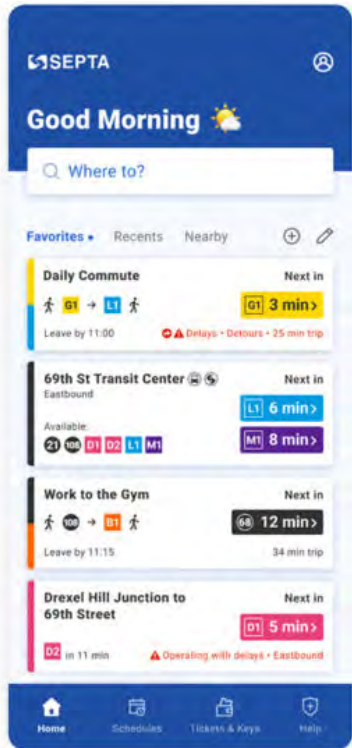 SEPTA
Good Morning
Where to?
Favorites • Recents Nearby
Daily Commute Next in
G1 → L1 G1 3 min>
Leave by 11:00 Delays • Detours • 25 min trip
69th St Transit Center Next in
Eastbound
L1 6 min>
Available:
21 108 D1 D2 L1 M1 M1 8 min>
Work to the Gym Next in
108 → B1 68 12 min>
Leave by 11:15 34 min trip
Drexel Hill Junction to Next in
69th Street
D1 5 min>
D2 in 11 min Operating with delays • Eastbound
Home Schedules Tickets & Keys Help